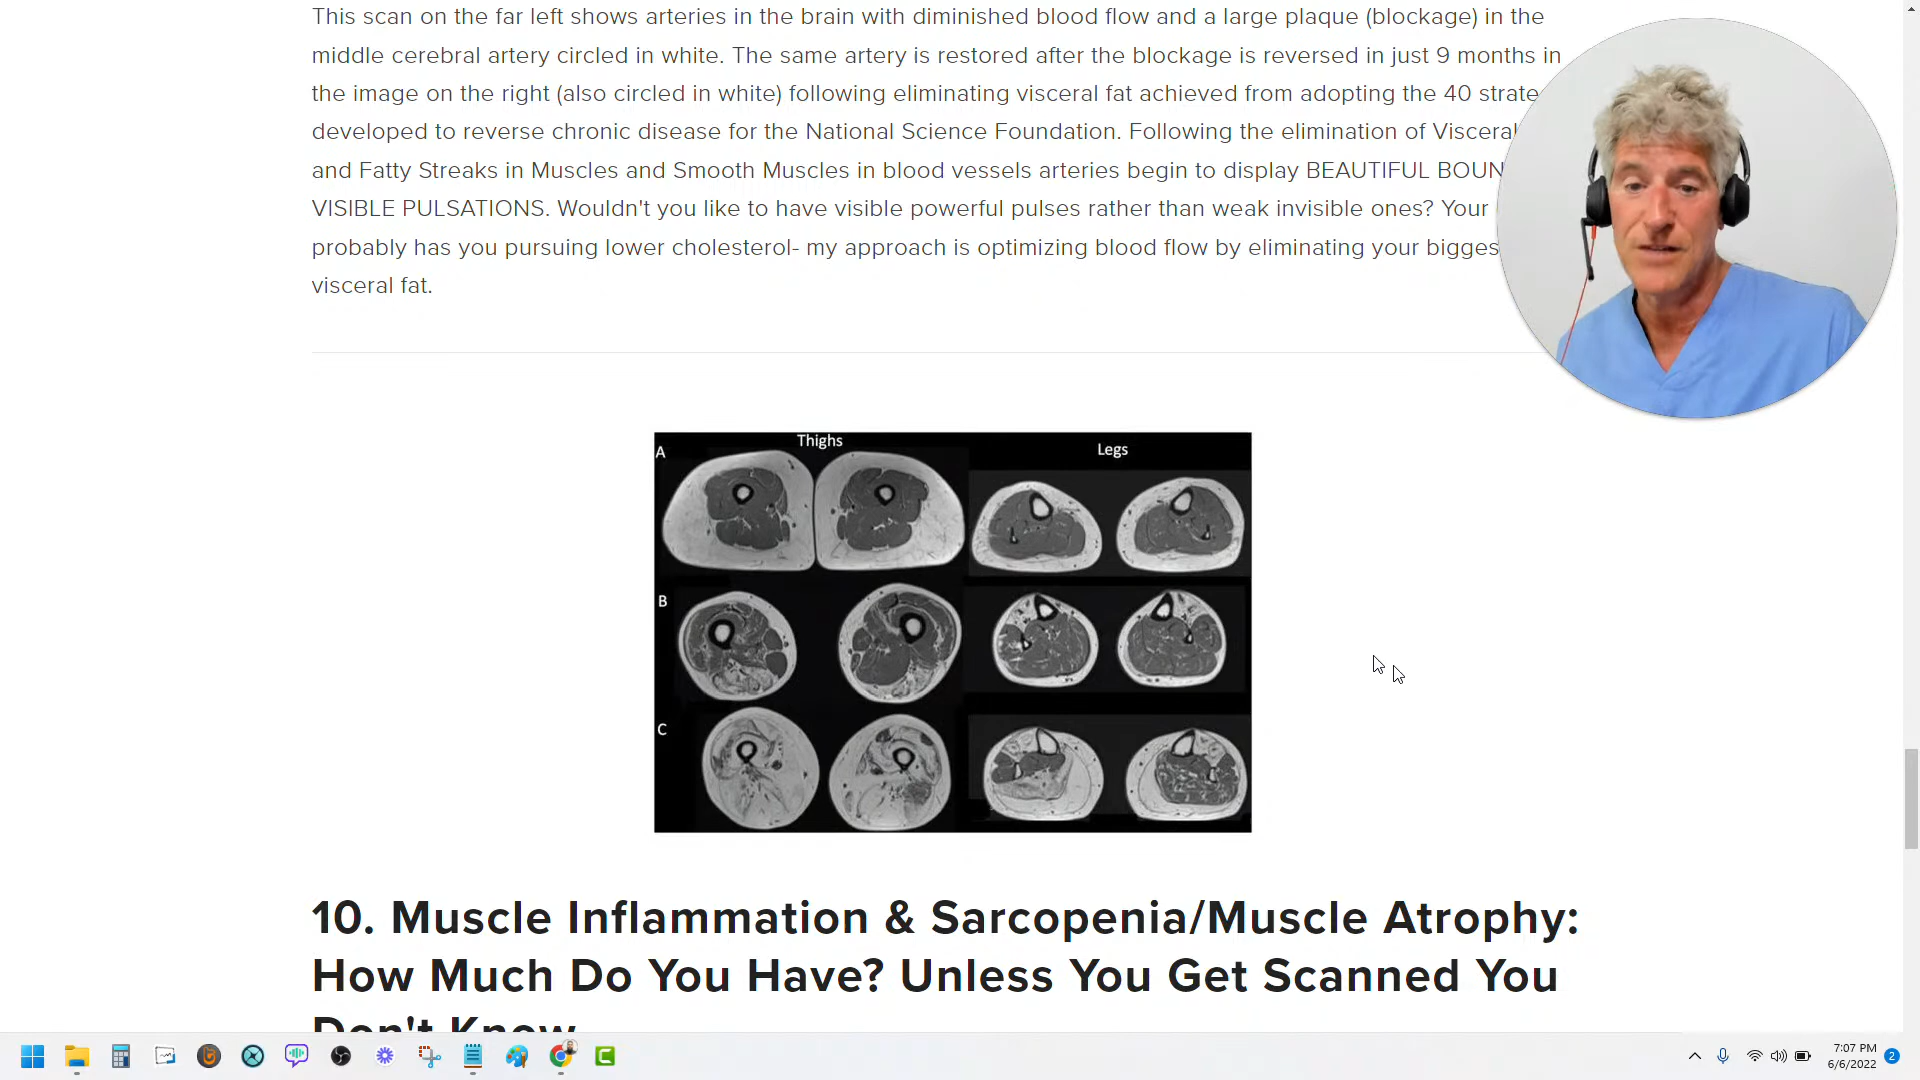 This scan on the far left shows arteries in the brain with diminished blood flow and a large plaque (blockage) in the
middle cerebral artery circled in white. The same artery is restored after the blockage is reversed in just 9 months in
the image on the right (also circled in white) following eliminating visceral fat achieved from adopting the 40
developed to reverse chronic disease for the National Science Foundation. Following the elimination of Visceral
and Fatty Streaks in Muscles and Smooth Muscles in blood vessels arteries begin to display BEAUTIFUL
VISIBLE PULSATIONS. Wouldn't you like to have visible powerful pulses rather than weak invisible ones? Your
probably has you pursuing lower cholesterol- my approach is optimizing blood flow by eliminating your
visceral fat.
Thighs
Legs
A
B
C
10. Muscle Inflammation & Sarcopenia/Muscle Atrophy:
How Much Do You Have? Unless You Get Scanned You
Don't Know
7:07 PM
6/6/2022
2